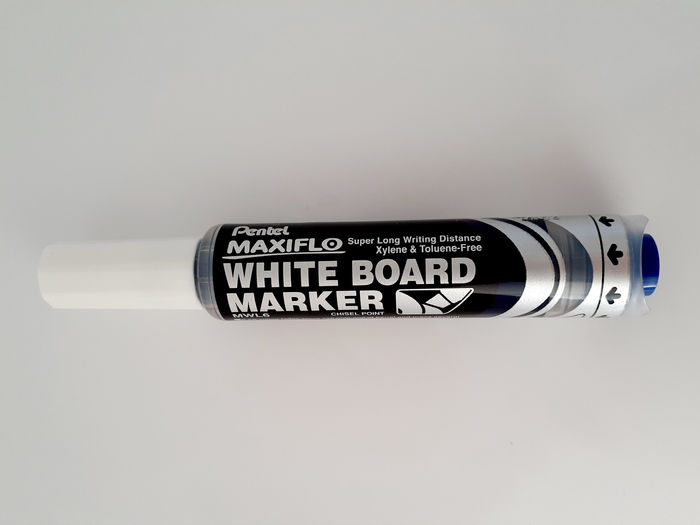 Pentel
MAXIFLO
Super Long Writing Distance
Xylene & Toluene-Free
WHITE BOARD
MARKER
MWL6
CHISEL POINT